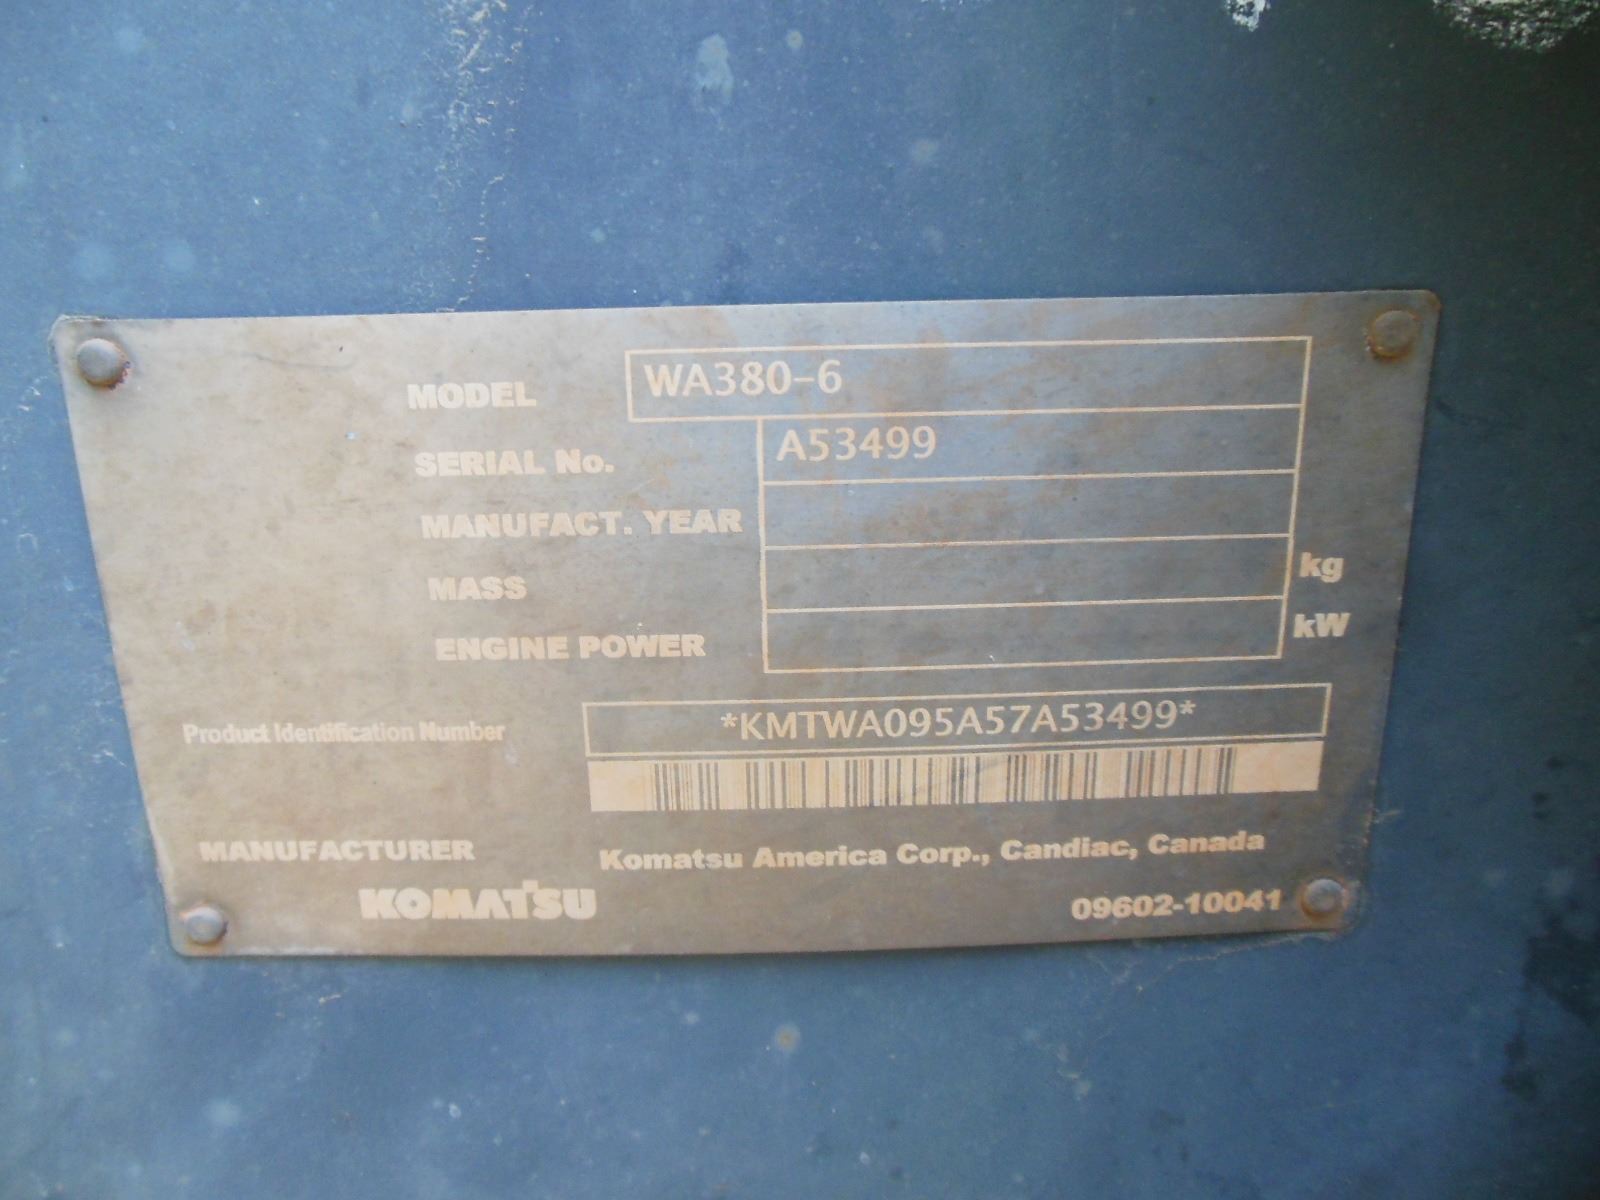 MODEL WA380-6
SERIAL No. A53499
MANUFACT. YEAR
MASS kg
ENGINE POWER kW
Product Identification Number *KMTWA095A57A53499*
MANUFACTURER Komatsu America Corp., Candiac, Canada
KOMATSU 09602-10041